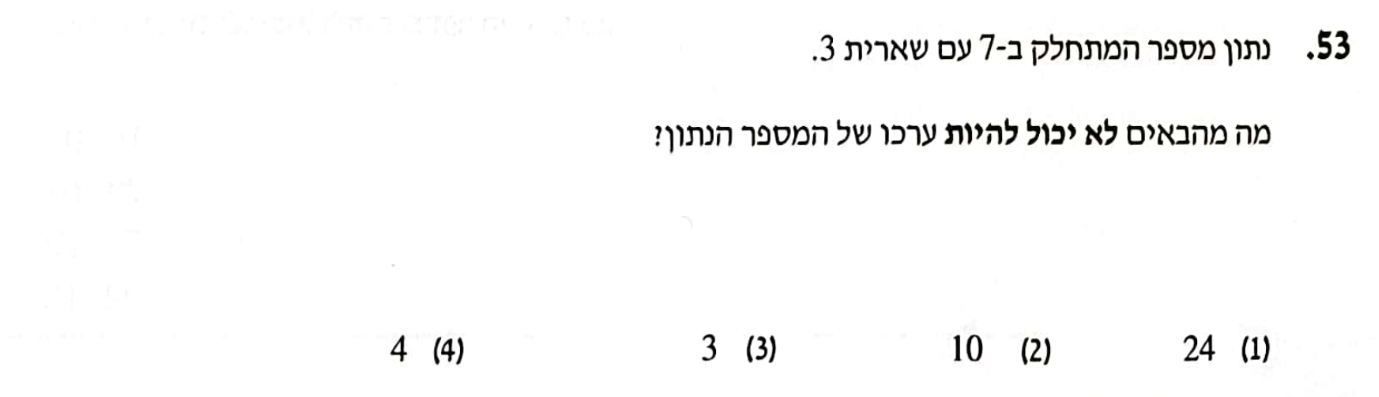 53. נתון מספר המתחלק ב-7 עם שארית 3.
מה מהבאים לא יכול להיות ערכו של המספר הנתון?
(1) 24 (2) 10 (3) 3 (4) 4